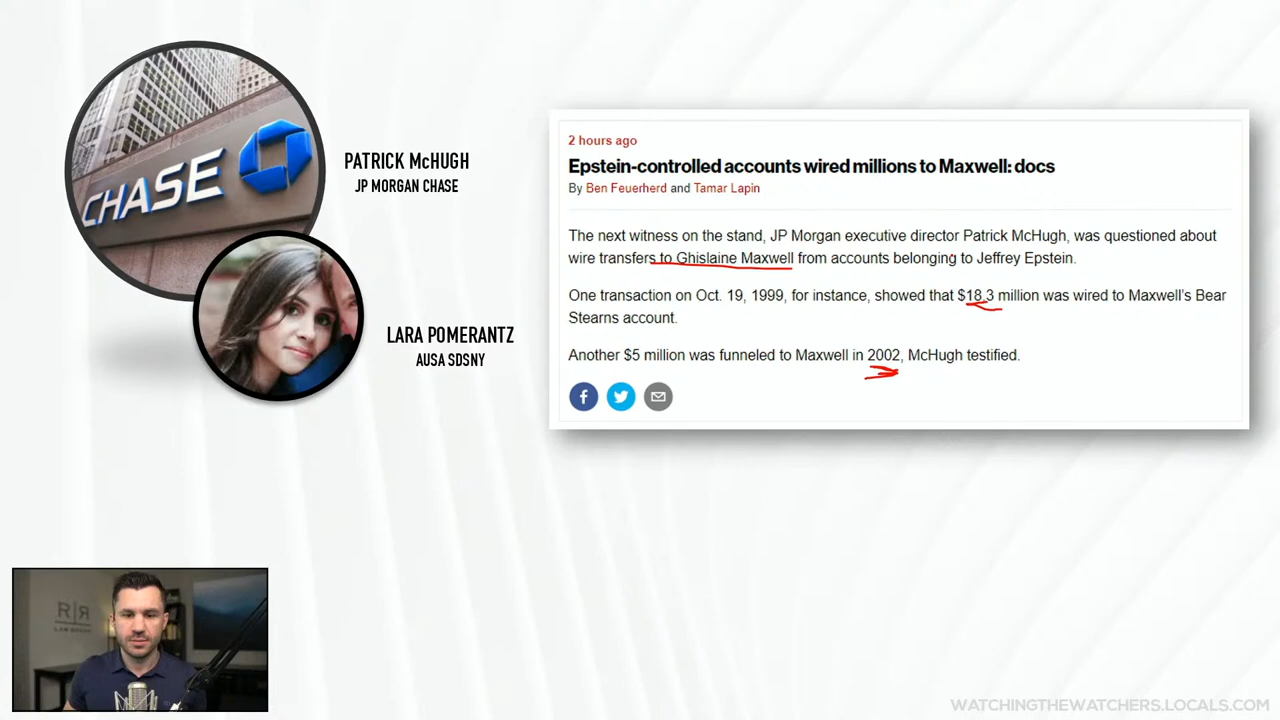 CHASE
PATRICK McHUGH
JP MORGAN CHASE
LARA POMERANTZ
AUSA SDSNY
2 hours ago
Epstein-controlled accounts wired millions to Maxwell: docs
By Ben Feuerherd and Tamar Lapin
The next witness on the stand, JP Morgan executive director Patrick McHugh, was questioned about
wire transfers to Ghislaine Maxwell from accounts belonging to Jeffrey Epstein.
One transaction on Oct. 19, 1999, for instance, showed that $18.3 million was wired to Maxwell's Bear
Stearns account.
Another $5 million was funneled to Maxwell in 2002, McHugh testified.
R|R
LAW GROUP
WATCHINGTHEWATCHERS.LOCALS.COM